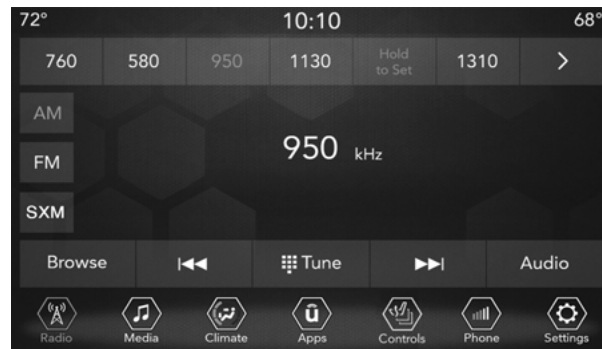 72° 10:10 68°
760 580 950 1130 Hold to Set 1310 >
AM
950 kHz
FM
SXM
Browse Tune Audio
Radio Media Climate Apps Controls Phone Settings